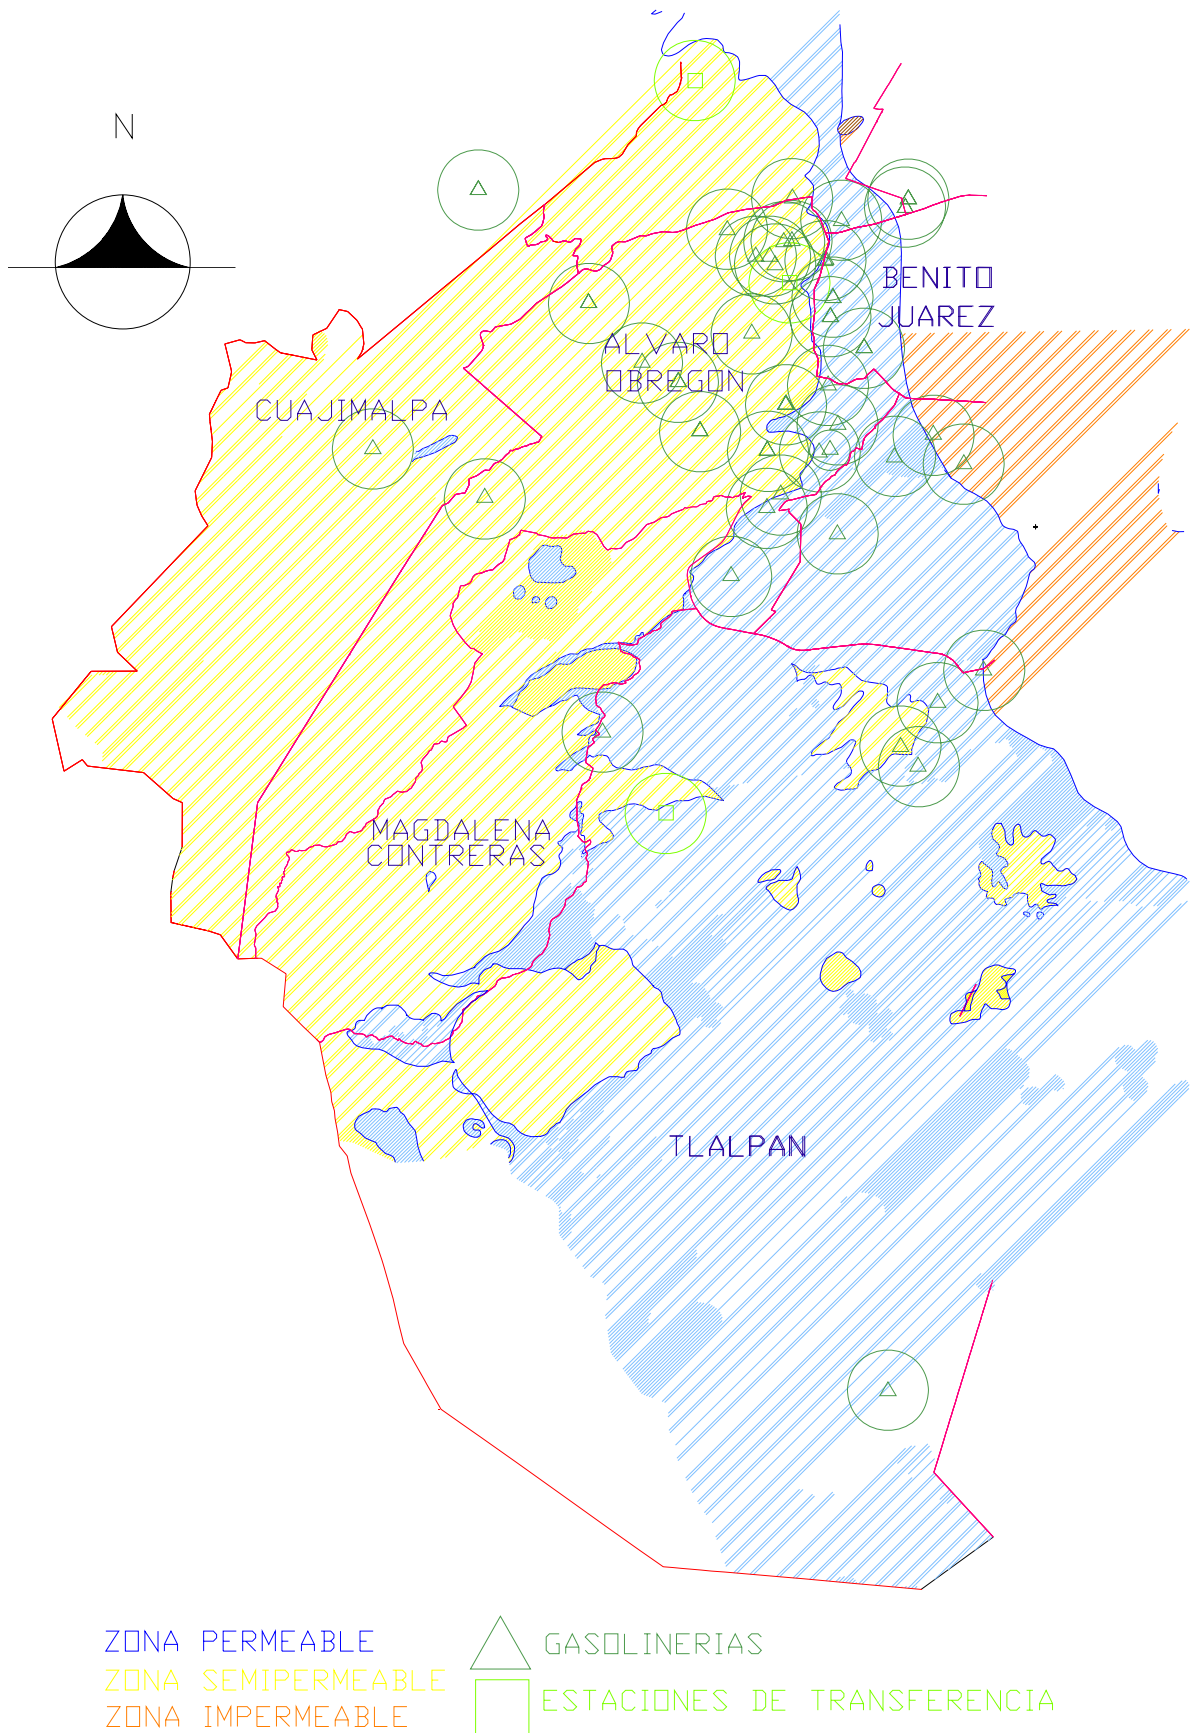 N
BENITO
JUAREZ
ALVARO
OBREGON
CUAJIMALPA
MAGDALENA
CONTRERAS
TLALPAN
ZONA PERMEABLE
ZONA SEMIPERMEABLE
ZONA IMPERMEABLE
GASOLINERIAS
ESTACIONES DE TRANSFERENCIA